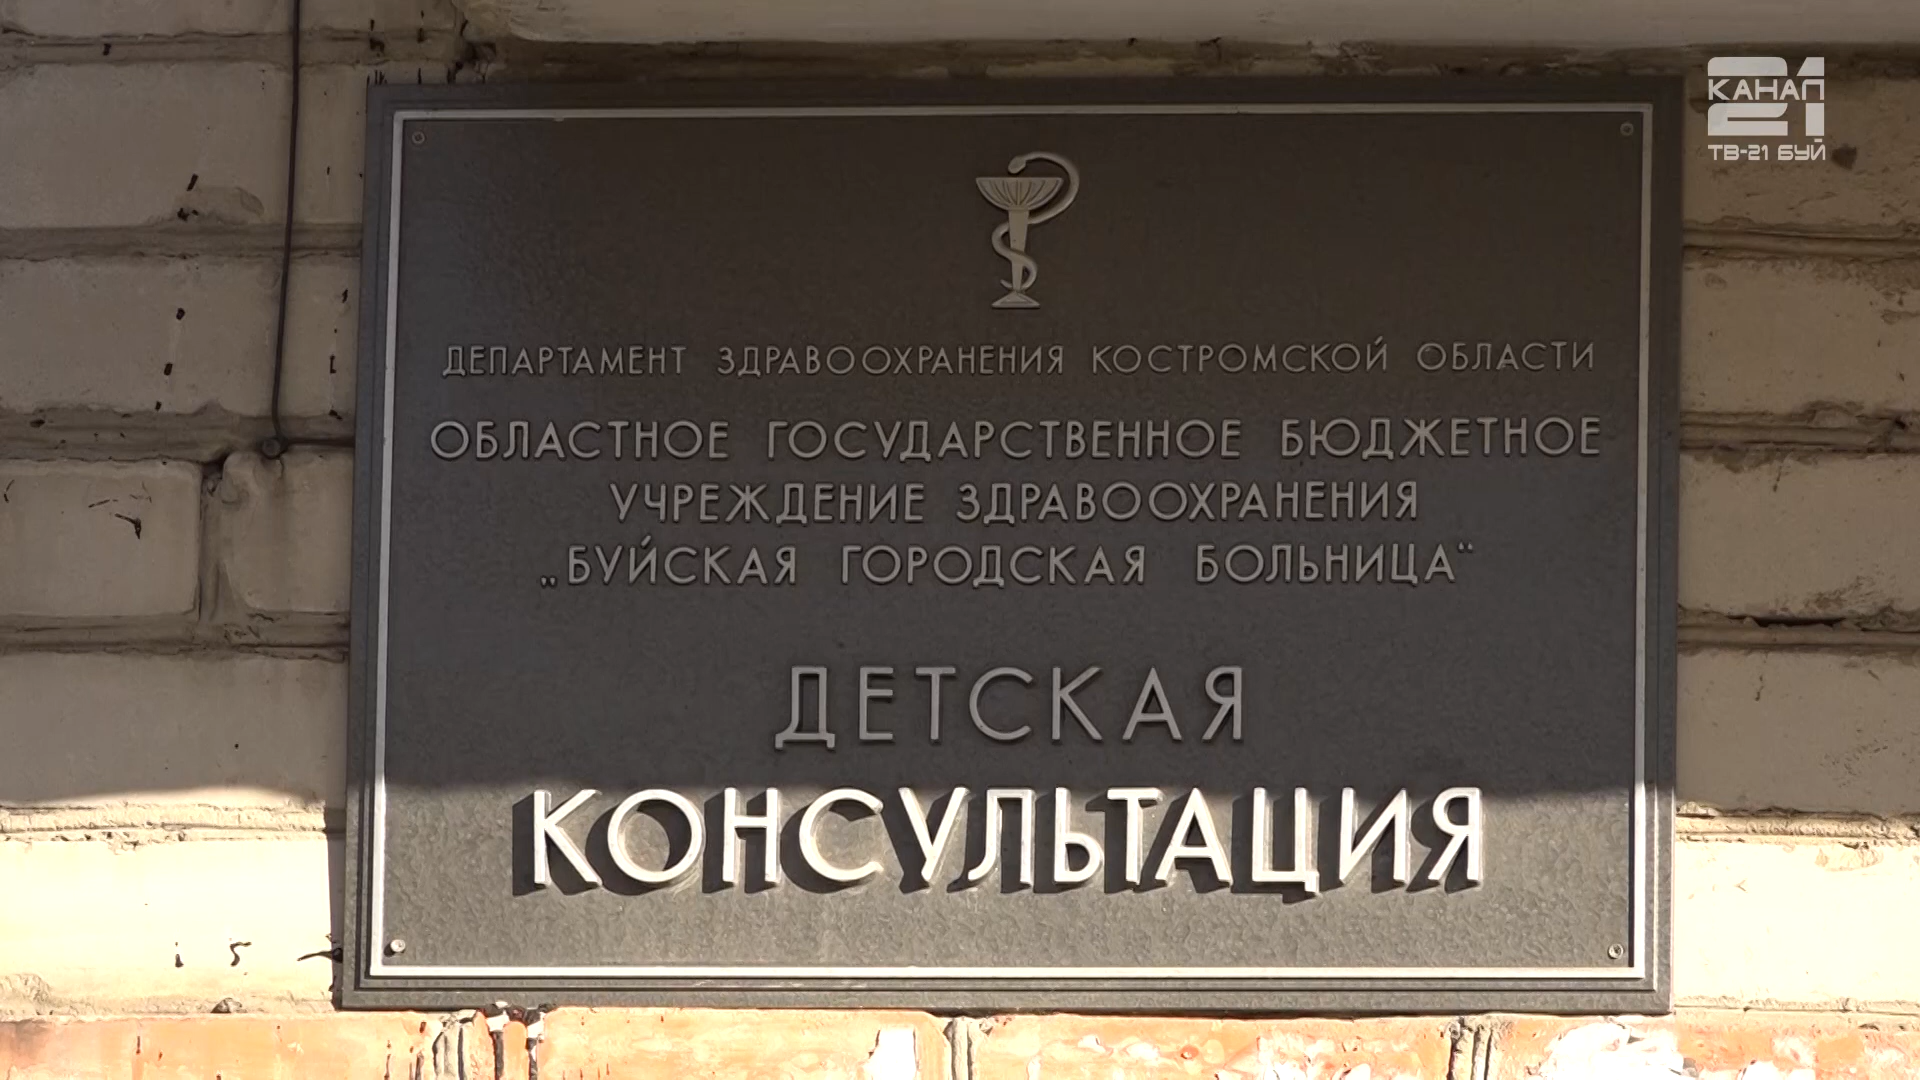 21
КАНАЛ
ТВ-21 БУЙ
ДЕПАРТАМЕНТ ЗДРАВООХРАНЕНИЯ КОСТРОМСКОЙ ОБЛАСТИ
ОБЛАСТНОЕ ГОСУДАРСТВЕННОЕ БЮДЖЕТНОЕ
УЧРЕЖДЕНИЕ ЗДРАВООХРАНЕНИЯ
„БУЙСКАЯ ГОРОДСКАЯ БОЛЬНИЦА“
ДЕТСКАЯ
КОНСУЛЬТАЦИЯ